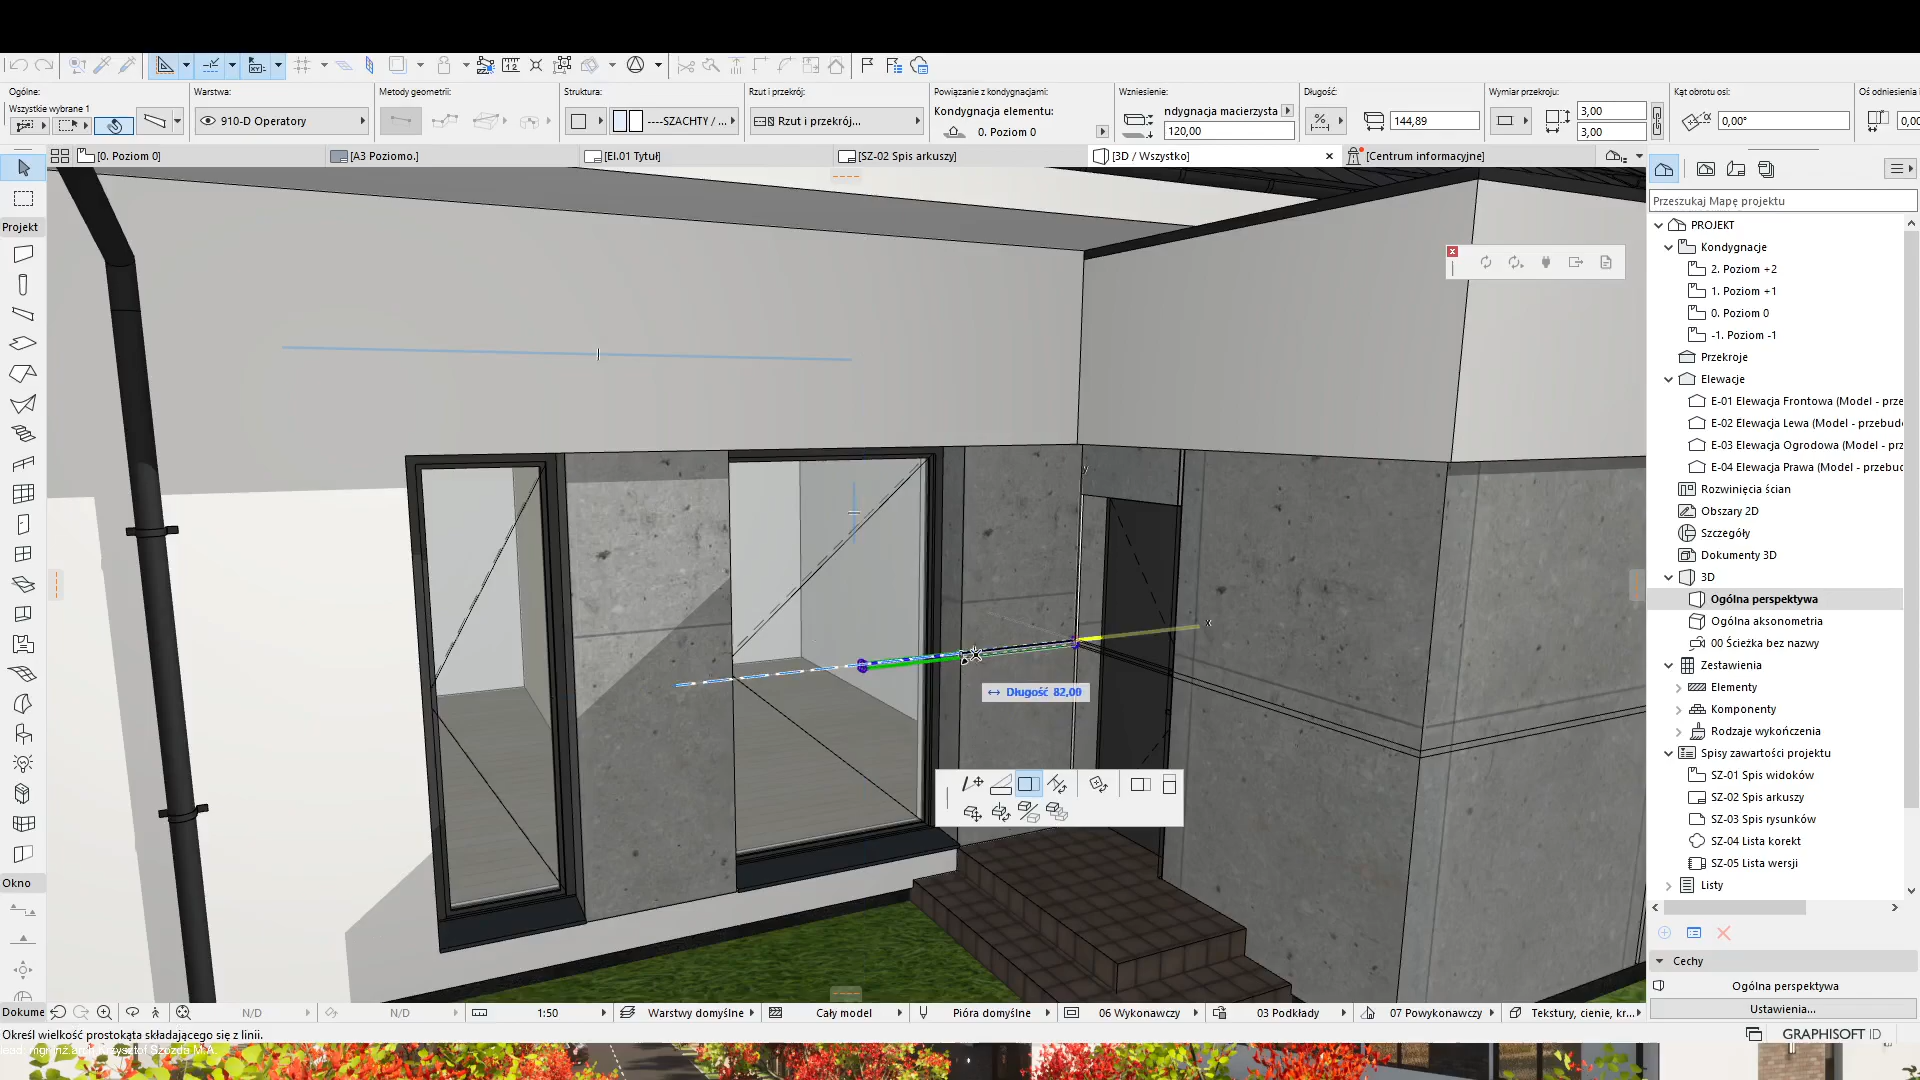 Ogólne:
Wszystkie wybrane 1
Warstwa:
910-D Operatory
Metody geometrii:
Struktura:
----SZACHTY / ...
Rzut i przekrój:
Rzut i przekrój...
Powiązanie z kondygnacjami:
Kondygnacja elementu:
0. Poziom 0
Wzniesienie:
ndygnacja macierzysta
120,00
Długość:
144,89
Wymiar przekroju:
3,00
3,00
Kąt obrotu osi:
0,00°
Oś odniesienia i
0,00
[0. Poziom 0]
[A3 Poziomo.]
[EI.01 Tytuł]
[SZ-02 Spis arkuszy]
[3D / Wszystko]
[Centrum informacyjne]
Projekt
Okno
Dokume
y
x
Długość 82,00
Przeszukaj Mapę projektu
PROJEKT
Kondygnacje
2. Poziom +2
1. Poziom +1
0. Poziom 0
-1. Poziom -1
Przekroje
Elewacje
E-01 Elewacja Frontowa (Model - prze
E-02 Elewacja Lewa (Model - przebud
E-03 Elewacja Ogrodowa (Model - prz
E-04 Elewacja Prawa (Model - przebuc
Rozwinięcia ścian
Obszary 2D
Szczegóły
Dokumenty 3D
3D
Ogólna perspektywa
Ogólna aksonometria
00 Ścieżka bez nazwy
Zestawienia
Elementy
Komponenty
Rodzaje wykończenia
Spisy zawartości projektu
SZ-01 Spis widoków
SZ-02 Spis arkuszy
SZ-03 Spis rysunków
SZ-04 Lista korekt
SZ-05 Lista wersji
Listy
Cechy
Ogólna perspektywa
Ustawienia...
N/D
N/D
1:50
Warstwy domyślne
Cały model
Pióra domyślne
06 Wykonawczy
03 Podkłady
07 Powykonawczy
Tekstury, cienie, kr...
Określ wielkość prostokąta składającego się z linii.
GRAPHISOFT ID